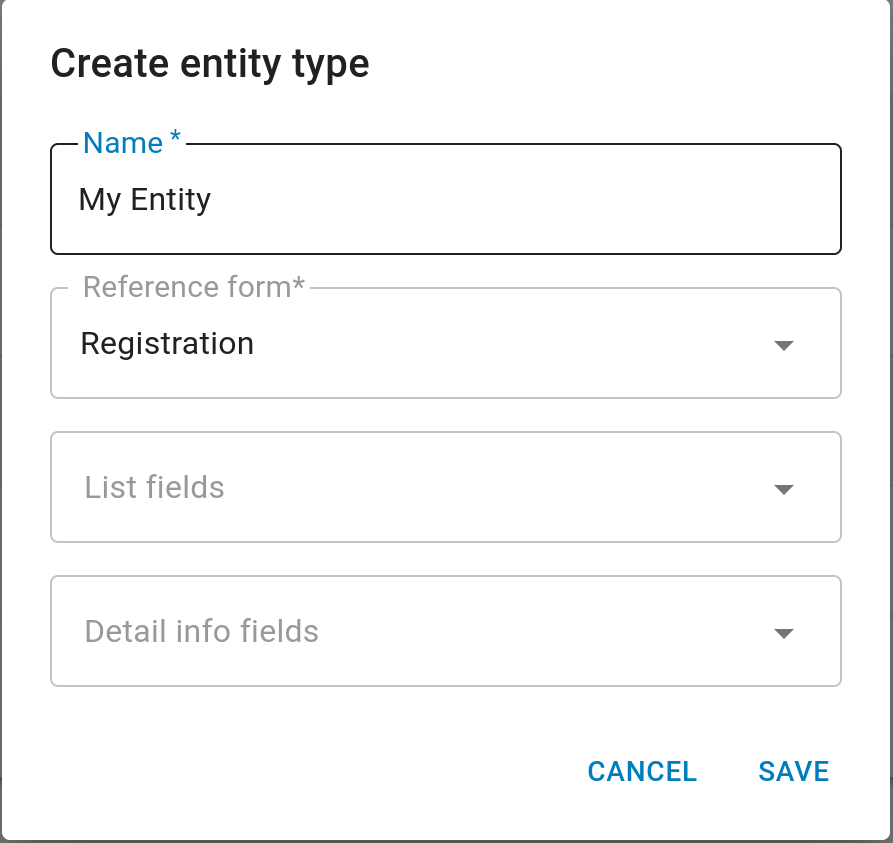 Create entity type
Name *
My Entity
Reference form*
Registration
List fields
Detail info fields
CANCEL SAVE